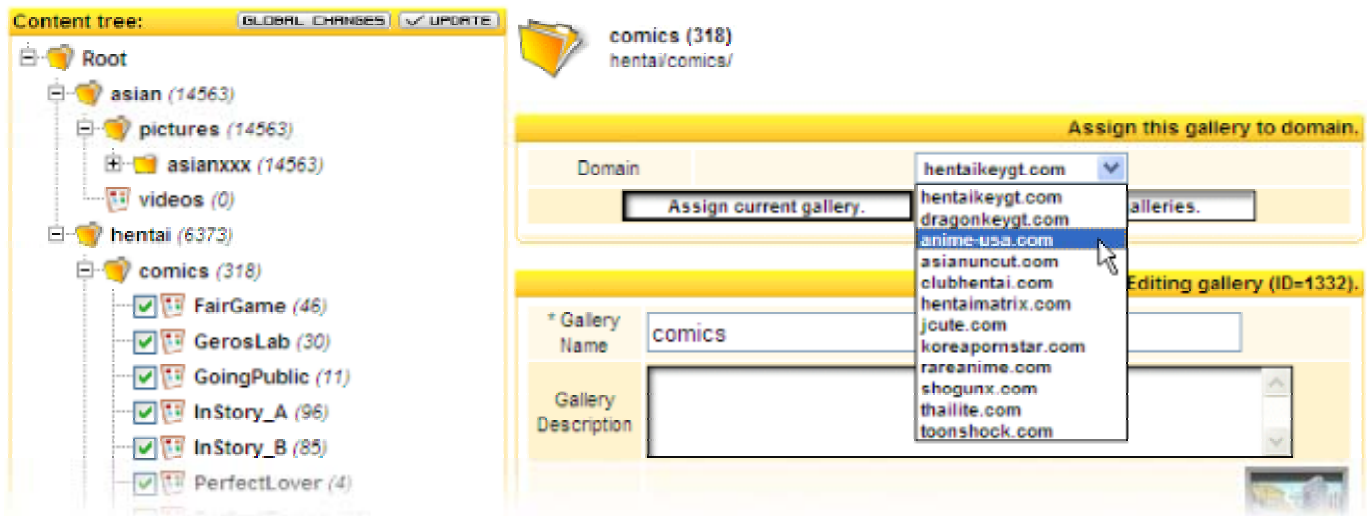 Content tree:
GLOBAL CHANGES
UPDATE
Root
asian (14563)
pictures (14563)
asianxxx (14563)
videos (0)
hentai (6373)
comics (318)
FairGame (46)
GerosLab (30)
GoingPublic (11)
InStory_A (96)
InStory_B (85)
PerfectLover (4)
comics (318)
hentai/comics/
Assign this gallery to domain.
Domain
hentaikeygt.com
Assign current gallery.
alleries.
hentaikeygt.com
dragonkeygt.com
anime-usa.com
asianuncut.com
clubhentai.com
hentaimatrix.com
jcute.com
koreapornstar.com
rareanime.com
shogunx.com
thailite.com
toonshock.com
Editing gallery (ID=1332).
* Gallery
Name
comics
Gallery
Description